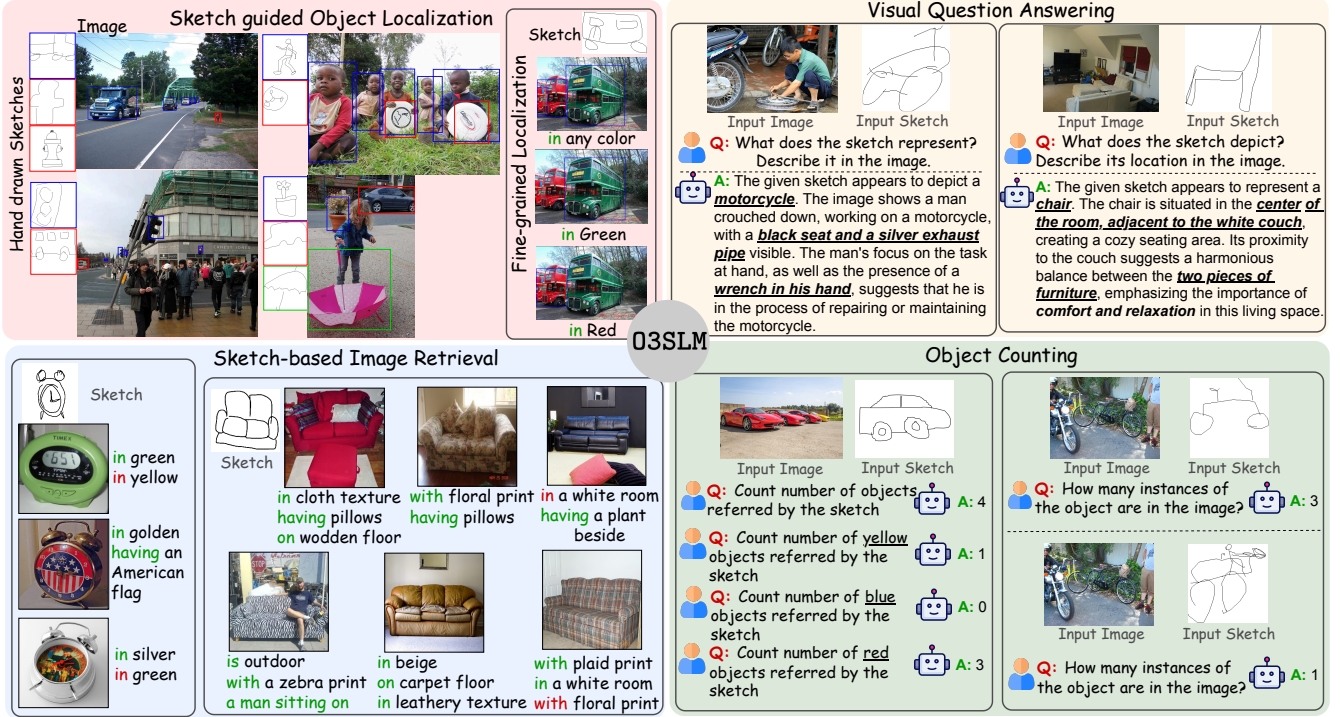 Sketch guided Object Localization
Hand drawn Sketches
Image
Fine-grained Localization
Sketch
in any color
in Green
in Red
Visual Question Answering
Input Image
Input Sketch
Q: What does the sketch represent?
Describe it in the image.
A: The given sketch appears to depict a
motorcycle. The image shows a man
crouched down, working on a motorcycle,
with a black seat and a silver exhaust
pipe visible. The man's focus on the task
at hand, as well as the presence of a
wrench in his hand, suggests that he is
in the process of repairing or maintaining
the motorcycle.
Input Image
Input Sketch
Q: What does the sketch depict?
Describe its location in the image.
A: The given sketch appears to represent a
chair. The chair is situated in the center of
the room, adjacent to the white couch,
creating a cozy seating area. Its proximity
to the couch suggests a harmonious
balance between the two pieces of
furniture, emphasizing the importance of
comfort and relaxation in this living space.
O3SLM
Sketch-based Image Retrieval
Sketch
TIMEX
in green
in yellow
in golden
having an
American
flag
in silver
in green
Sketch
in cloth texture
having pillows
on wodden floor
with floral print
having pillows
in a white room
having a plant
beside
STOP
is outdoor
with a zebra print
a man sitting on
in beige
on carpet floor
in leathery texture
with plaid print
in a white room
with floral print
Object Counting
Input Image
Input Sketch
Q: Count number of objects
referred by the sketch
A: 4
Q: Count number of yellow
objects referred by the
sketch
A: 1
Q: Count number of blue
objects referred by the
sketch
A: 0
Q: Count number of red
objects referred by the
sketch
A: 3
Input Image
Input Sketch
Q: How many instances of
the object are in the image?
A: 3
Input Image
Input Sketch
Q: How many instances of
the object are in the image?
A: 1